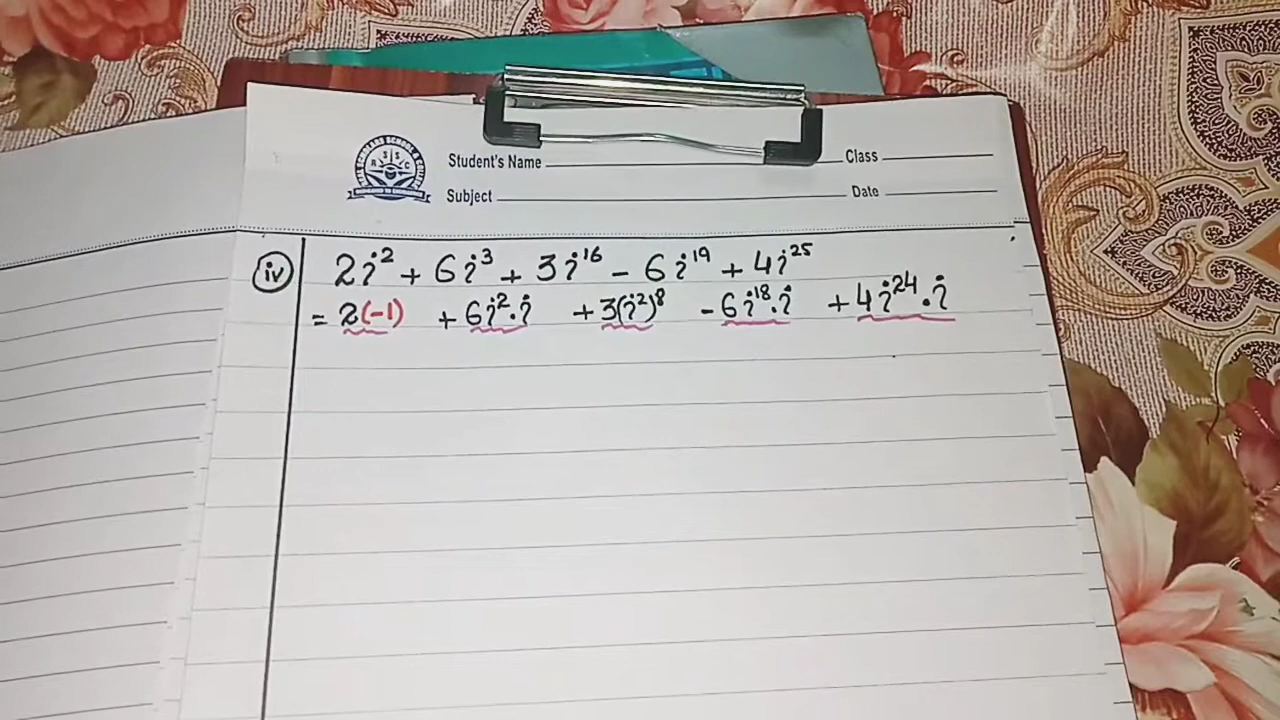 Student's Name Class
Subject Date
iv 2i² + 6i³ + 3i¹⁶ - 6i¹⁹ + 4i²⁵
= 2(-1) + 6i².i + 3(i²)⁸ - 6i¹⁸.i + 4i²⁴.i